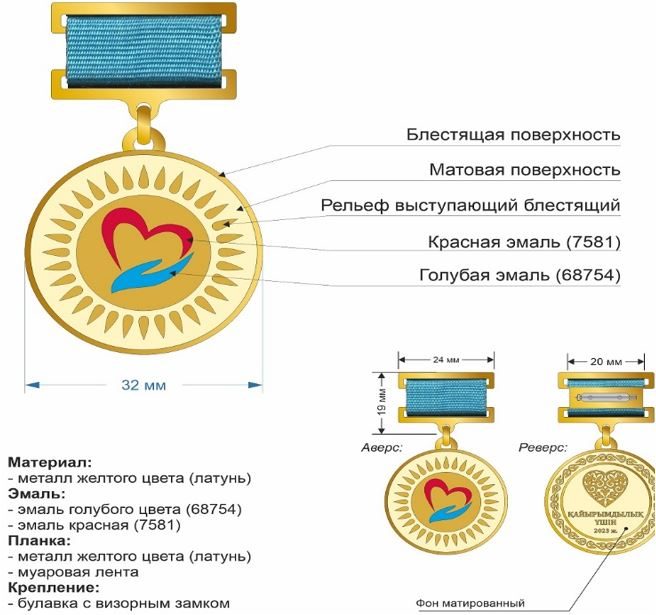 Блестящая поверхность
Матовая поверхность
Рельеф выступающий блестящий
Красная эмаль (7581)
Голубая эмаль (68754)
32 мм
24 мм
20 мм
19 мм
Аверс:
Реверс:
ҚАЙЫРЫМДЫЛЫҚ
ҮШІН
2023 ж.
Материал:
- металл желтого цвета (латунь)
Эмаль:
- эмаль голубого цвета (68754)
- эмаль красная (7581)
Планка:
- металл желтого цвета (латунь)
- муаровая лента
Крепление:
- булавка с визорным замком
Фон матированный